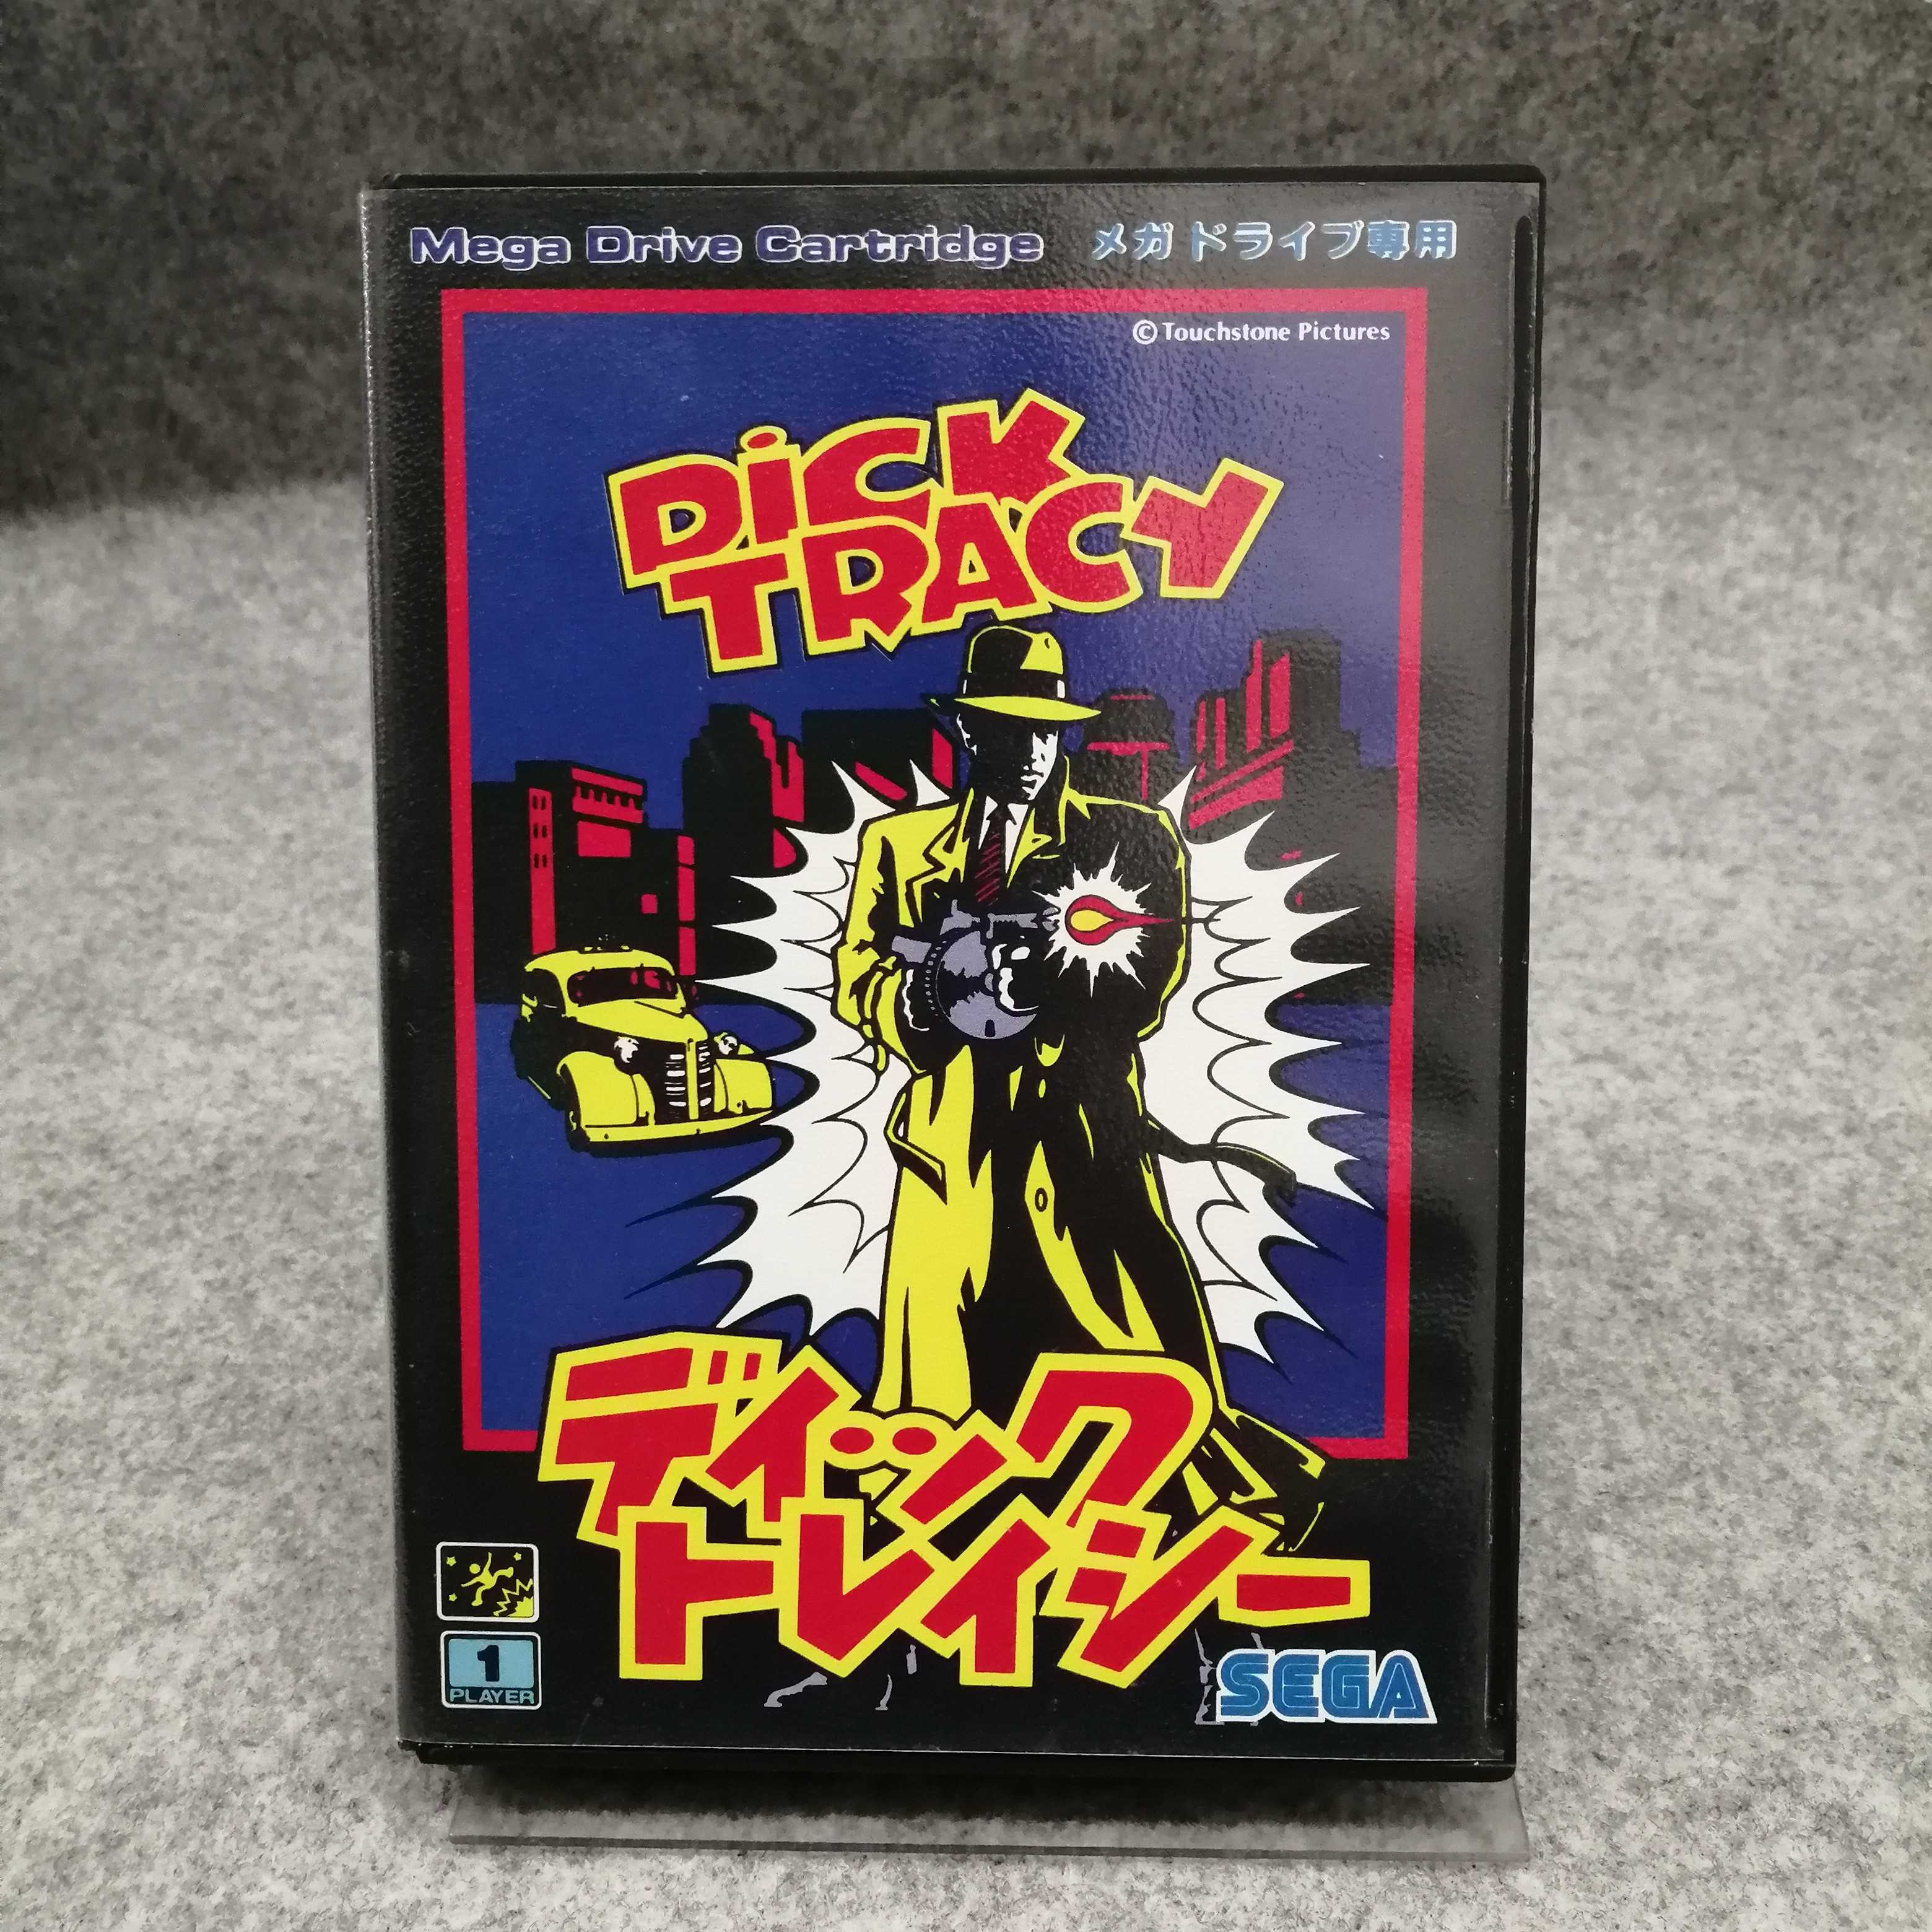 Mega Drive Cartridge メガドライブ専用
© Touchstone Pictures
DiCK
TRACY
ディック
トレイシー
1
PLAYER
SEGA